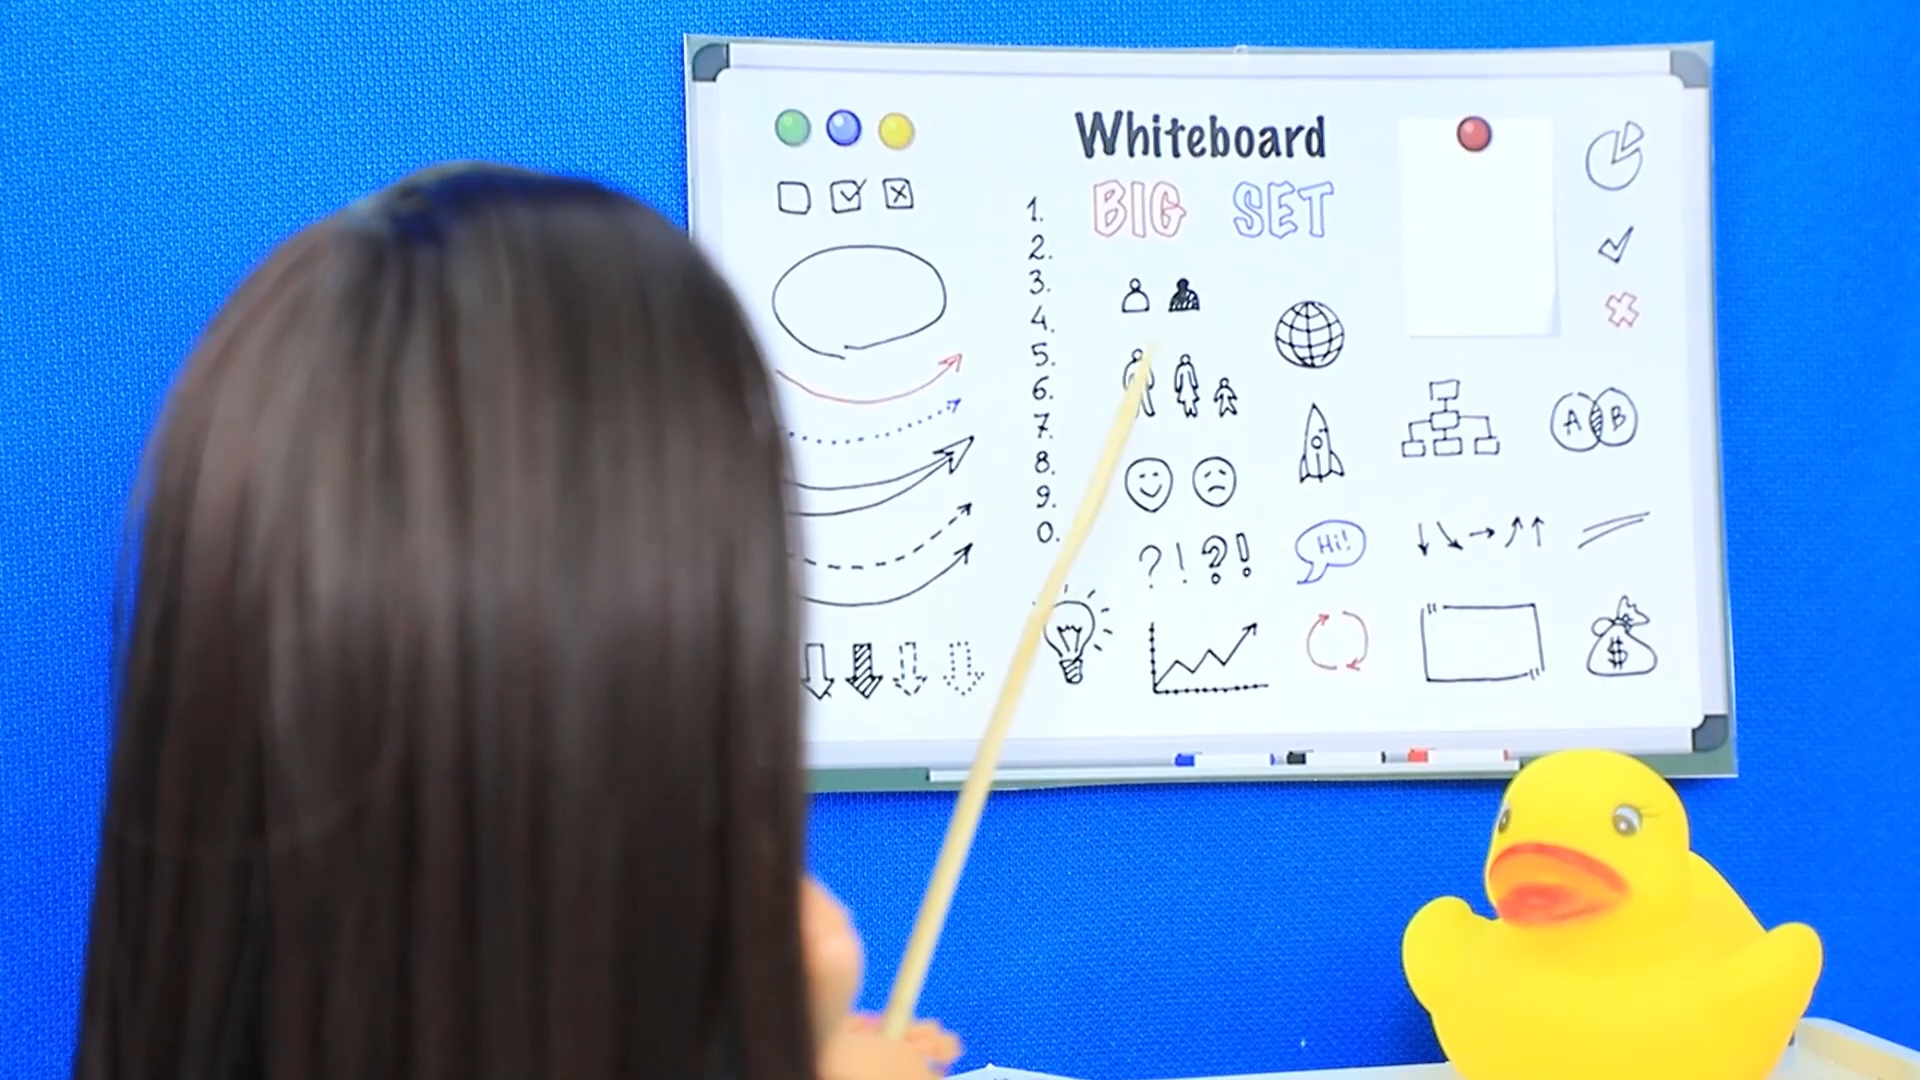 Whiteboard
BIG SET
1.
2.
3.
4.
5.
6.
7.
8.
9.
0.
A B
? ! ? !
Hi!
$